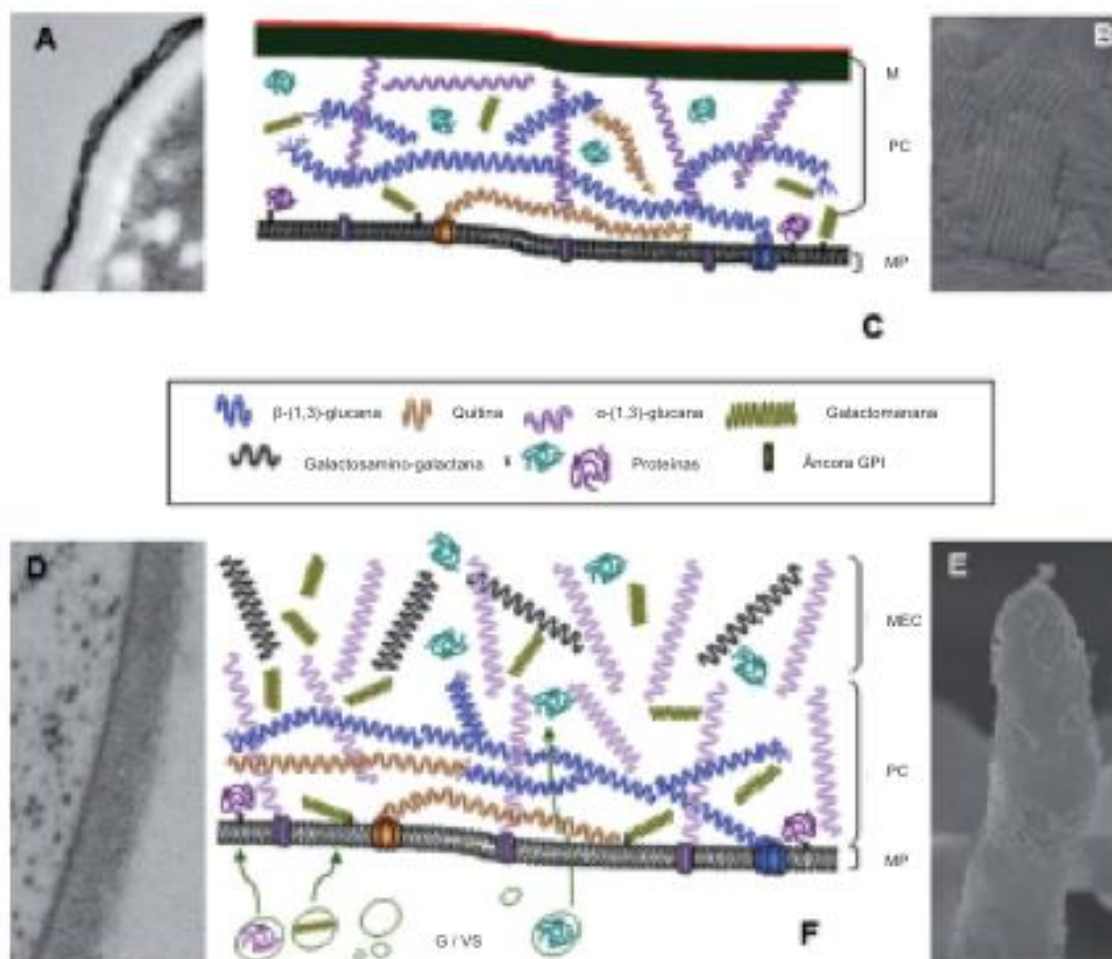 A
B
M
PC
MP
C
β-(1,3)-glucana Quitina α-(1,3)-glucana Galactomanana
Galactosamino-galactana Proteínas Âncora GPI
D
E
MEC
PC
MP
G / VS
F